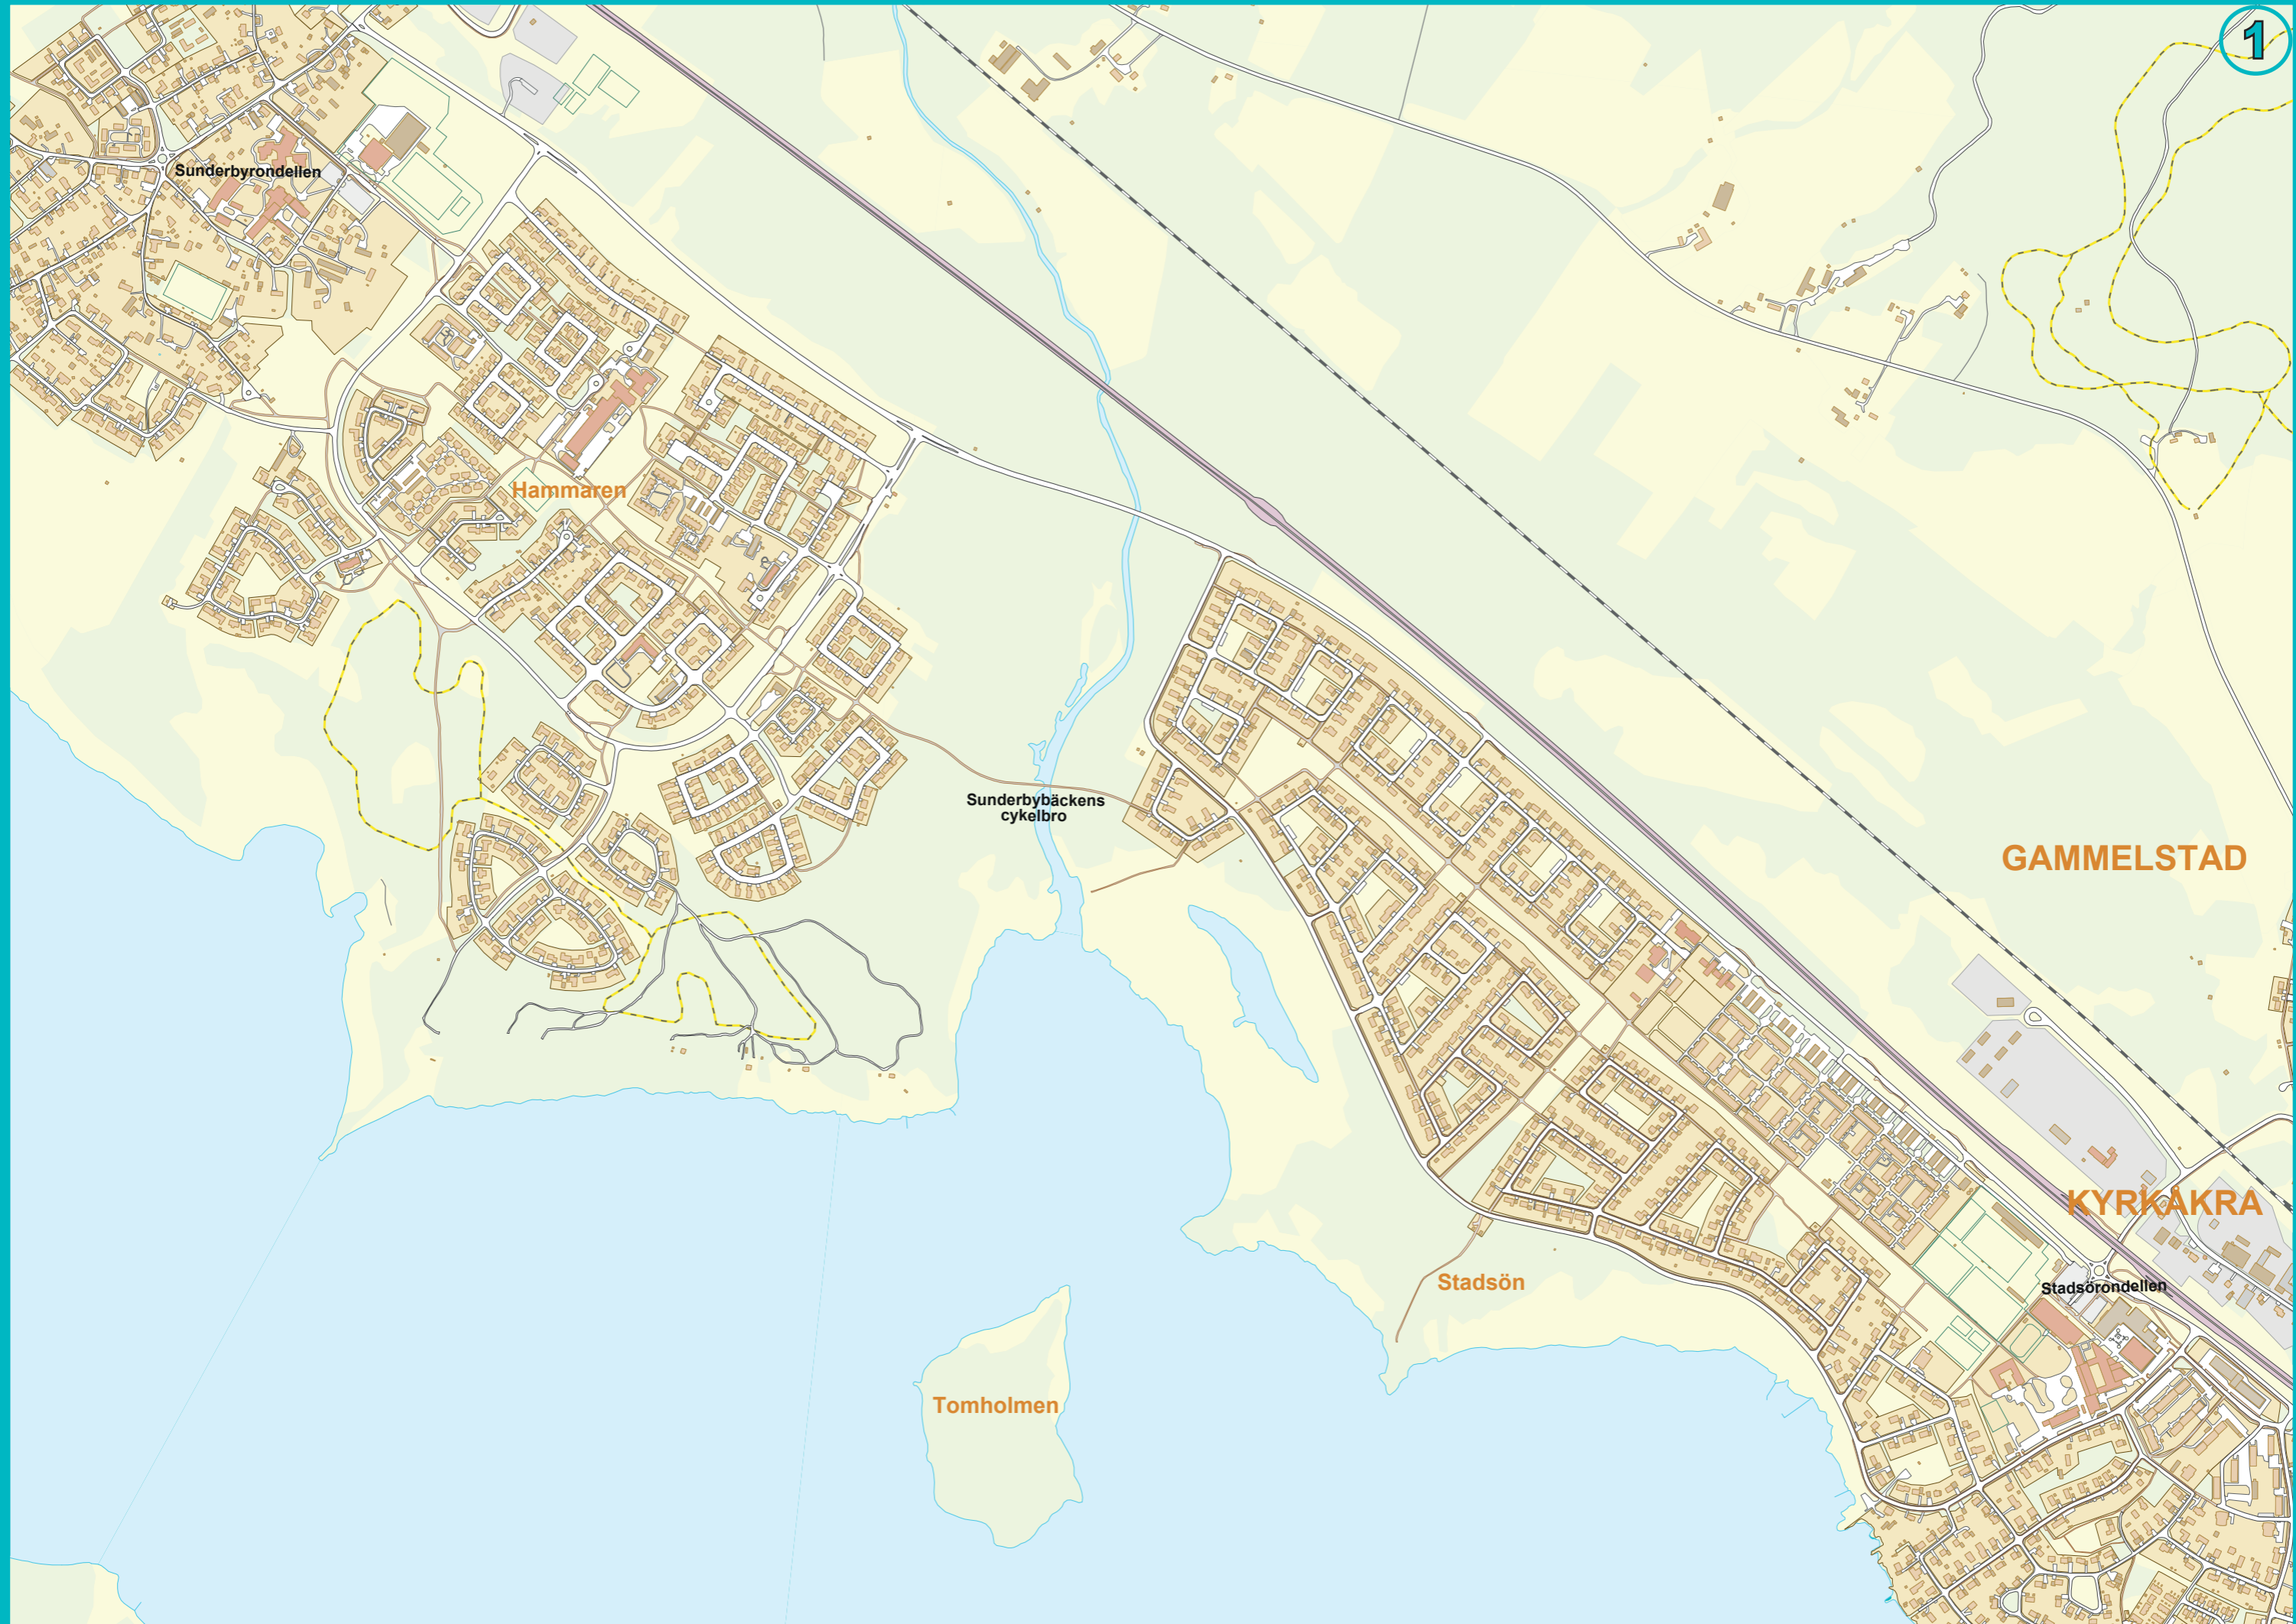 1
Sunderbyrondellen
Hammaren
Sunderbybäckens
cykelbro
GAMMELSTAD
KYRKÅKRA
Stadsön
Stadsörondellen
Tomholmen